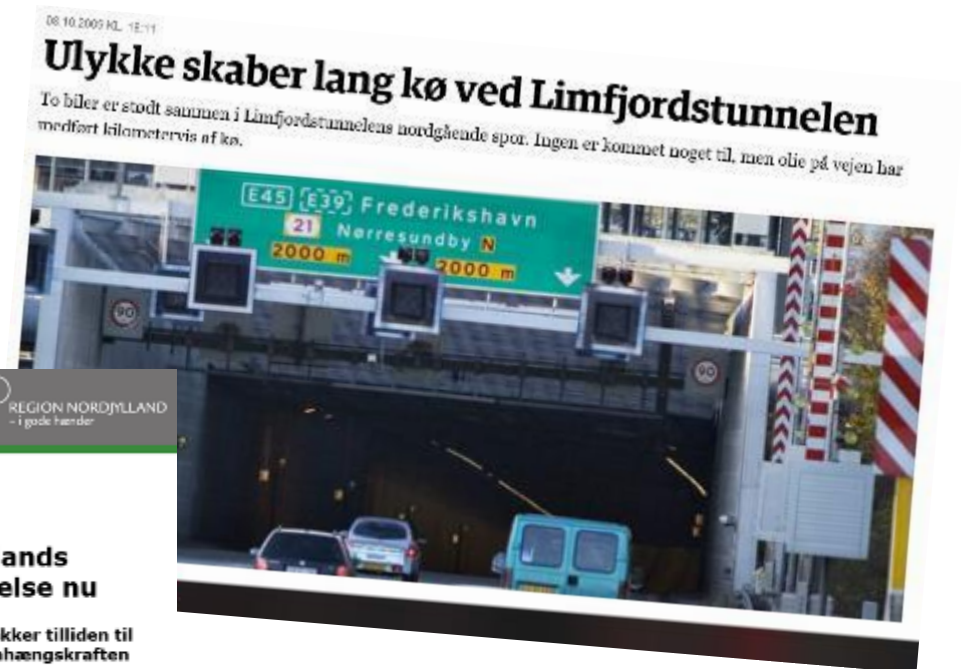 08.10.2009 KL. 15:11
Ulykke skaber lang kø ved Limfjordstunnelen
To biler er stødt sammen i Limfjordstunnelens nordgående spor. Ingen er kommet noget til, men olie på vejen har
medført kilometervis af kø.
E45 E39 Frederikshavn
21 Nørresundby N
2000 m 2000 m
90
90
REGION NORDJYLLAND
– i gode hænder
ands
else nu
kker tilliden til
nhængskraften